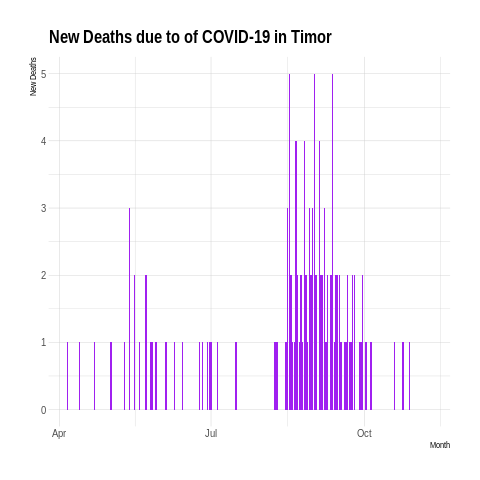 New Deaths due to of COVID-19 in Timor
New Deaths
5
4
3
2
1
0
Apr
Jul
Oct
Month